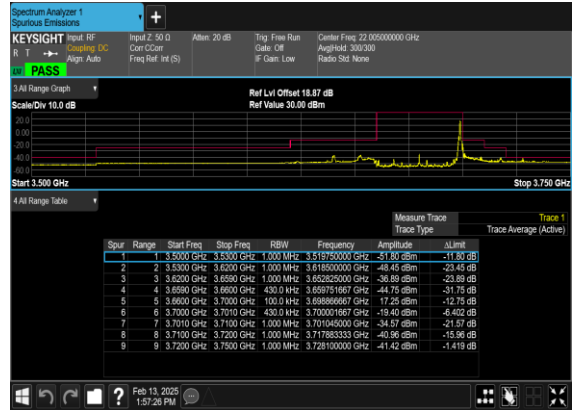 Spectrum Analyzer 1
Spurious Emissions
+
KEYSIGHT Input: RF Input Z: 50 Ω Atten: 20 dB Trig: Free Run Center Freq: 22.005000000 GHz
R T Coupling: DC Corr CCorr Gate: Off Avg|Hold: 300/300
Align: Auto Freq Ref: Int (S) IF Gain: Low Radio Std: None
PASS
3 All Range Graph
Ref Lvl Offset 18.87 dB
Scale/Div 10.0 dB Ref Value 30.00 dBm
20.0
0.00
-20.0
-40.0
-60.0
Start 3.500 GHz Stop 3.750 GHz
4 All Range Table
Measure Trace Trace 1
Trace Type Trace Average (Active)
Spur Range Start Freq Stop Freq RBW Frequency Amplitude ΔLimit
1 1 3.5000 GHz 3.5300 GHz 1.000 MHz 3.519750000 GHz -51.80 dBm -11.80 dB
2 2 3.5300 GHz 3.6200 GHz 1.000 MHz 3.618500000 GHz -48.45 dBm -23.45 dB
3 3 3.6200 GHz 3.6590 GHz 1.000 MHz 3.652825000 GHz -36.89 dBm -23.89 dB
4 4 3.6590 GHz 3.6600 GHz 430.0 kHz 3.659751667 GHz -44.75 dBm -31.75 dB
5 5 3.6600 GHz 3.7000 GHz 100.0 kHz 3.698866667 GHz 17.25 dBm -12.75 dB
6 6 3.7000 GHz 3.7010 GHz 430.0 kHz 3.700001667 GHz -19.40 dBm -6.402 dB
7 7 3.7010 GHz 3.7100 GHz 1.000 MHz 3.701045000 GHz -34.57 dBm -21.57 dB
8 8 3.7100 GHz 3.7200 GHz 1.000 MHz 3.717883333 GHz -40.96 dBm -15.96 dB
9 9 3.7200 GHz 3.7500 GHz 1.000 MHz 3.728100000 GHz -41.42 dBm -1.419 dB
? Feb 13, 2025
1:57:26 PM